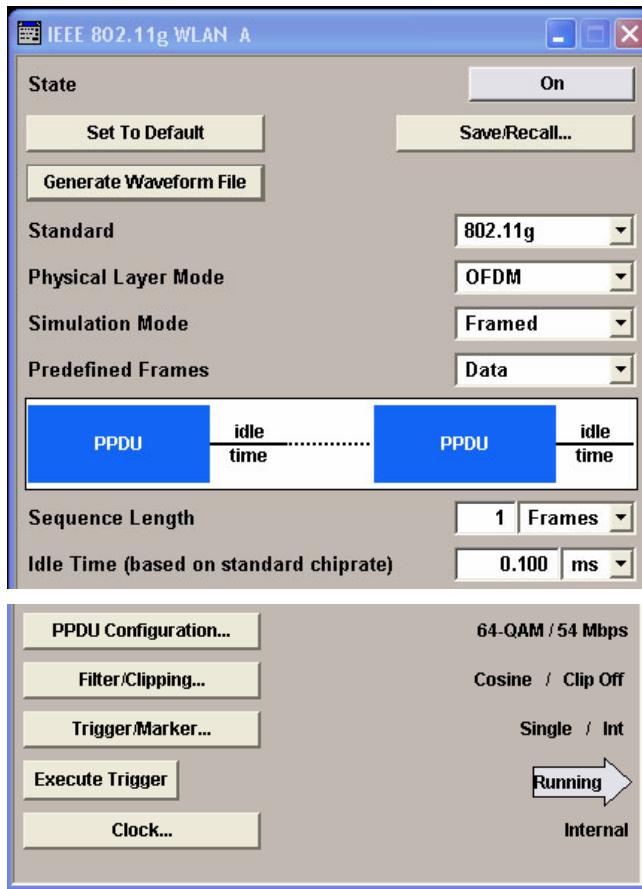 IEEE 802.11g WLAN A
State On
Set To Default Save/Recall...
Generate Waveform File
Standard 802.11g
Physical Layer Mode OFDM
Simulation Mode Framed
Predefined Frames Data
PPDU idle time PPDU idle time
Sequence Length 1 Frames
Idle Time (based on standard chiprate) 0.100 ms
PPDU Configuration... 64-QAM / 54 Mbps
Filter/Clipping... Cosine / Clip Off
Trigger/Marker... Single / Int
Execute Trigger Running
Clock... Internal